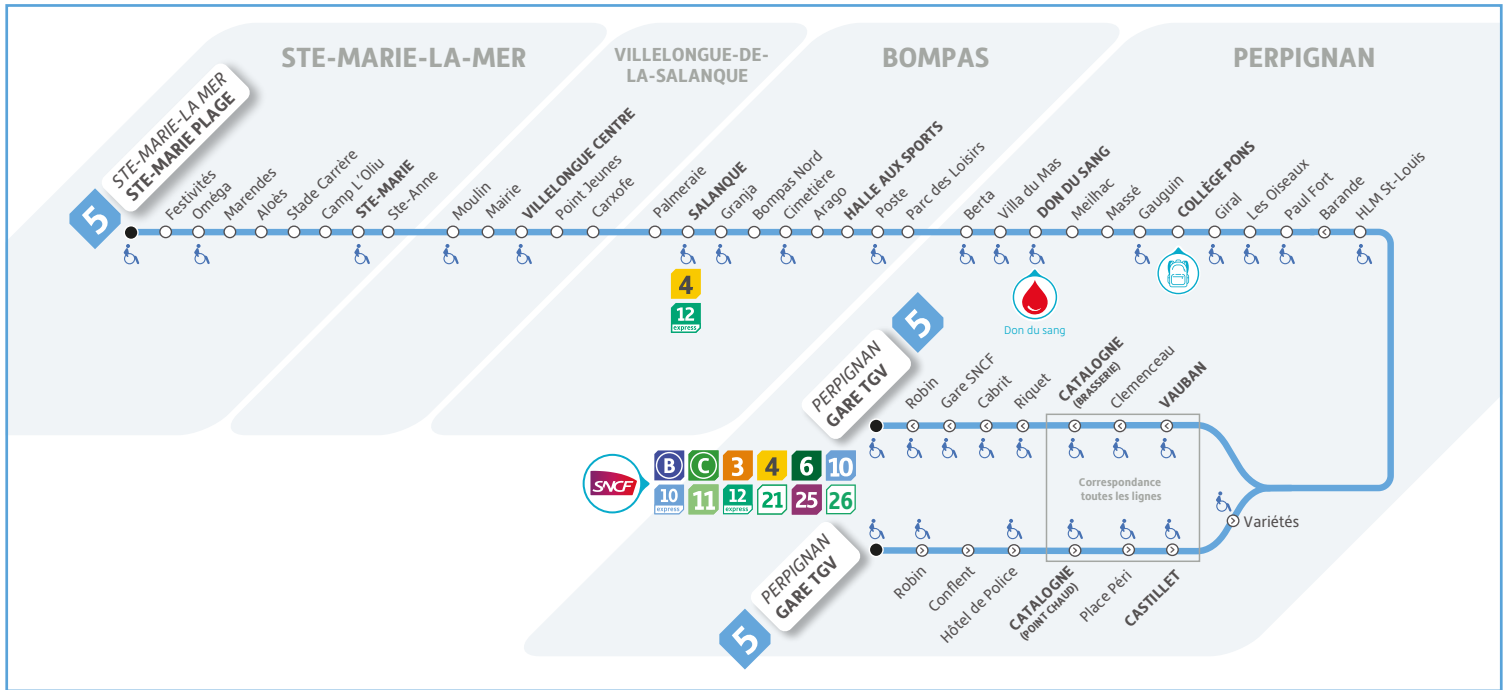 STE-MARIE-LA-MER
VILLELONGUE-DE-
LA-SALANQUE
BOMPAS
PERPIGNAN
5
STE-MARIE-LA MER
STE-MARIE PLAGE
Festivités
Oméga
Marendes
Aloès
Stade Carrère
Camp L'Oliu
STE-MARIE
Ste-Anne
Moulin
Mairie
VILLELONGUE CENTRE
Point Jeunes
Carxofe
Palmeraie
SALANQUE
Granja
Bompas Nord
Cimetière
Arago
HALLE AUX SPORTS
Poste
Parc des Loisirs
Berta
Villa du Mas
DON DU SANG
Meilhac
Massé
Gauguin
COLLÈGE PONS
Giral
Les Oiseaux
Paul Fort
Barande
HLM St-Louis
4
12
express
Don du sang
5
PERPIGNAN
GARE TGV
Robin
Gare SNCF
Cabrit
Riquet
CATALOGNE
(BRASSERIE)
Clemenceau
VAUBAN
SNCF
B
C
3
4
6
10
10
express
11
12
express
21
25
26
Correspondance
toutes les lignes
Variétés
5
PERPIGNAN
GARE TGV
Robin
Conflent
Hôtel de Police
CATALOGNE
(POINT CHAUD)
Place Péri
CASTILLET